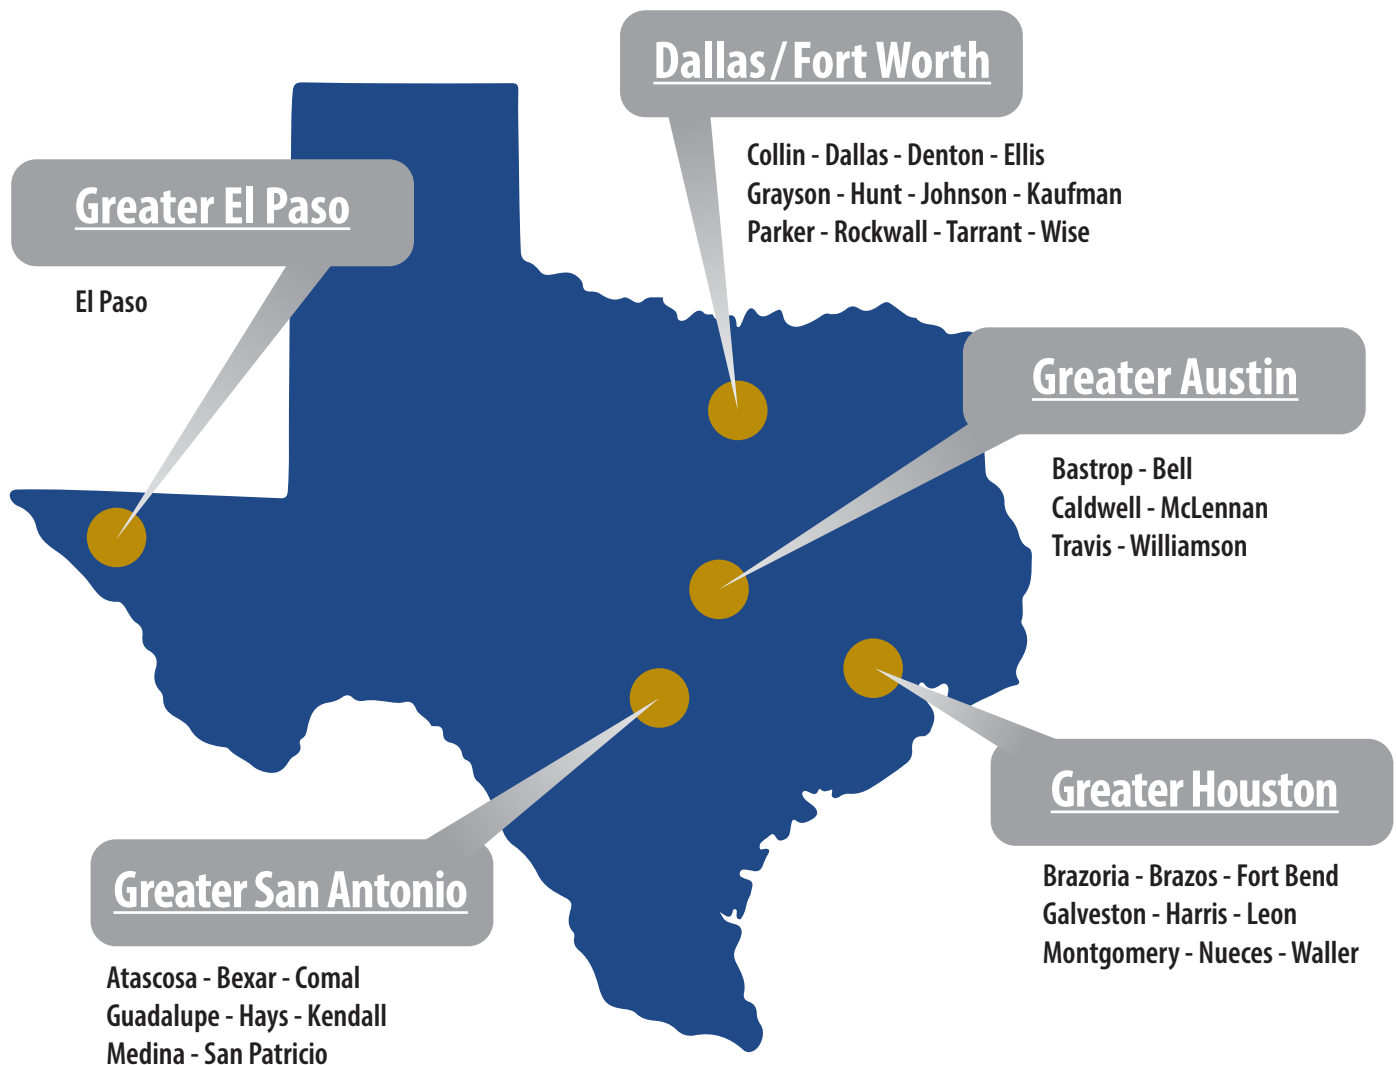 Dallas / Fort Worth
Collin - Dallas - Denton - Ellis
Grayson - Hunt - Johnson - Kaufman
Parker - Rockwall - Tarrant - Wise
Greater El Paso
El Paso
Greater Austin
Bastrop - Bell
Caldwell - McLennan
Travis - Williamson
Greater Houston
Brazoria - Brazos - Fort Bend
Galveston - Harris - Leon
Montgomery - Nueces - Waller
Greater San Antonio
Atascosa - Bexar - Comal
Guadalupe - Hays - Kendall
Medina - San Patricio